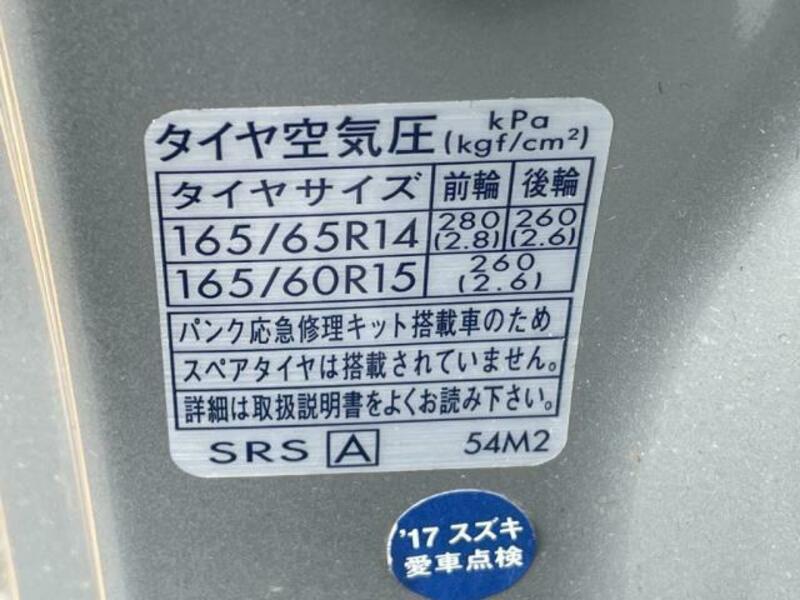 タイヤ空気圧 kPa (kgf/cm²)
タイヤサイズ 前輪 後輪
165/65R14 280 (2.8) 260 (2.6)
165/60R15 260 (2.6)
パンク応急修理キット搭載車のため
スペアタイヤは搭載されていません。
詳細は取扱説明書をよくお読み下さい。
SRS A 54M2
'17 スズキ
愛車点検